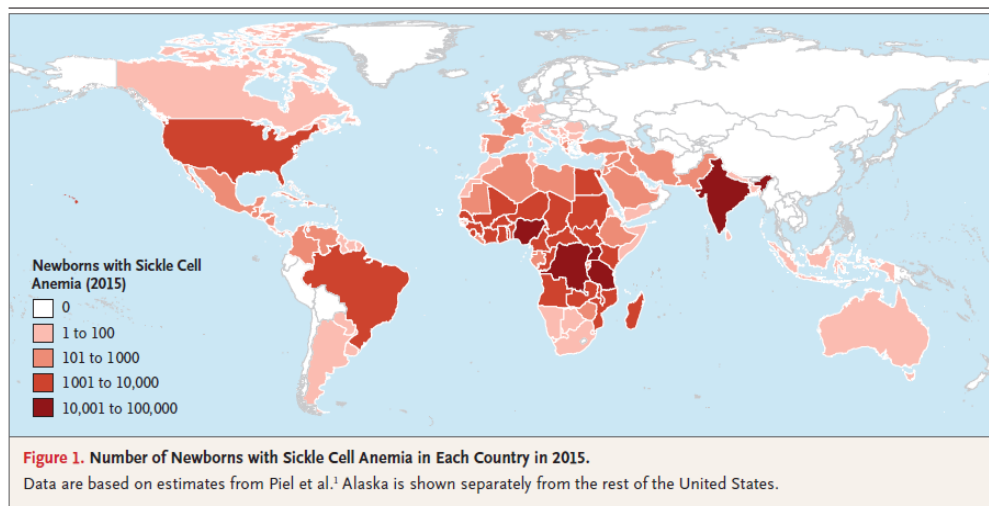 Newborns with Sickle Cell
Anemia (2015)
0
1 to 100
101 to 1000
1001 to 10,000
10,001 to 100,000
Figure 1. Number of Newborns with Sickle Cell Anemia in Each Country in 2015.
Data are based on estimates from Piel et al.¹ Alaska is shown separately from the rest of the United States.